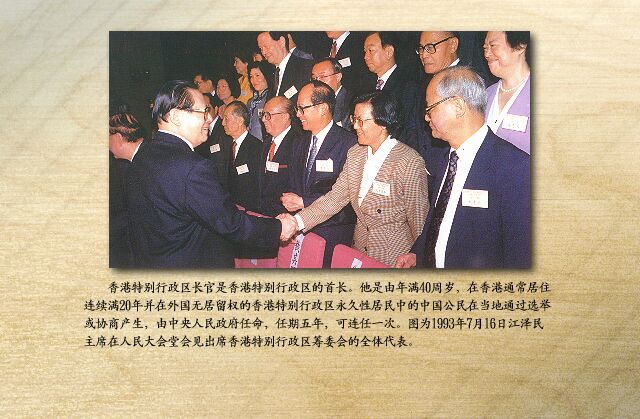 香港特别行政区长官是香港特别行政区的首长。他是由年满40周岁，在香港通常居住
连续满20年并在外国无居留权的香港特别行政区永久性居民中的中国公民在当地通过选举
或协商产生，由中央人民政府任命，任期五年，可连任一次。图为1993年7月16日江泽民
主席在人民大会堂会见出席香港特别行政区筹委会的全体代表。